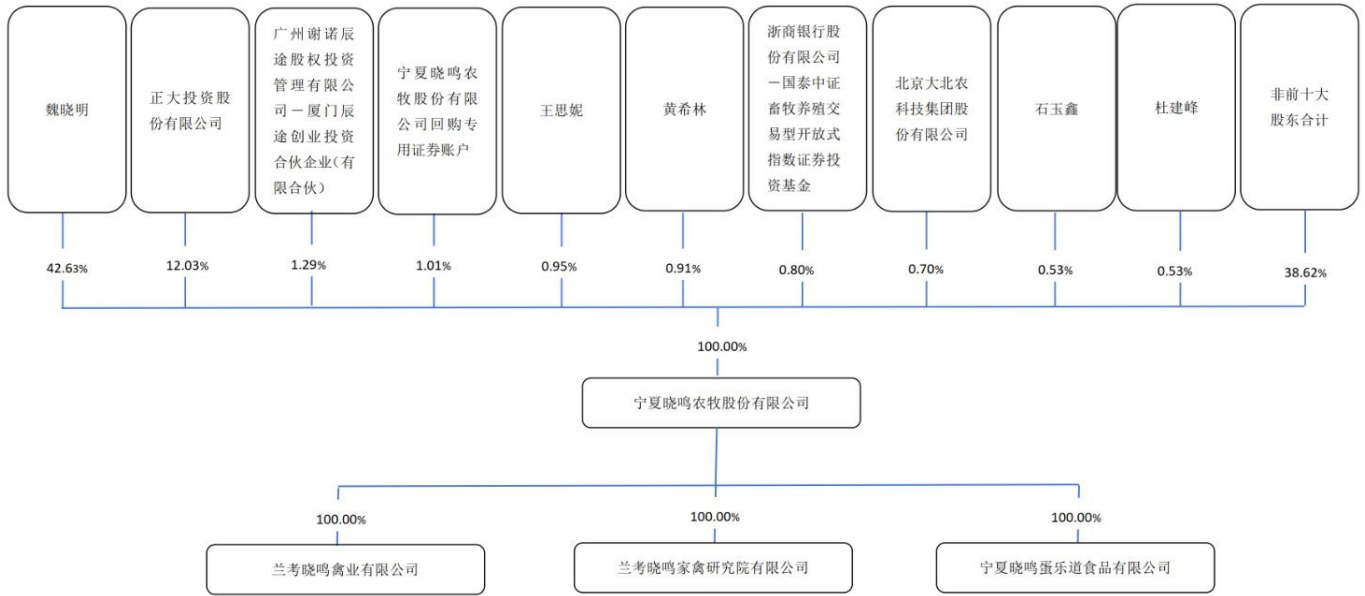 魏晓明
正大投资股
份有限公司
广州谢诺辰
途股权投资
管理有限公
司－厦门辰
途创业投资
合伙企业（有
限合伙）
宁夏晓鸣农
牧股份有限
公司回购专
用证券账户
王思妮
黄希林
浙商银行股
份有限公司
－国泰中证
畜牧养殖交
易型开放式
指数证券投
资基金
北京大北农
科技集团股
份有限公司
石玉鑫
杜建峰
非前十大
股东合计
42.63%
12.03%
1.29%
1.01%
0.95%
0.91%
0.80%
0.70%
0.53%
0.53%
38.62%
100.00%
宁夏晓鸣农牧股份有限公司
100.00%
100.00%
100.00%
兰考晓鸣禽业有限公司
兰考晓鸣家禽研究院有限公司
宁夏晓鸣蛋乐道食品有限公司